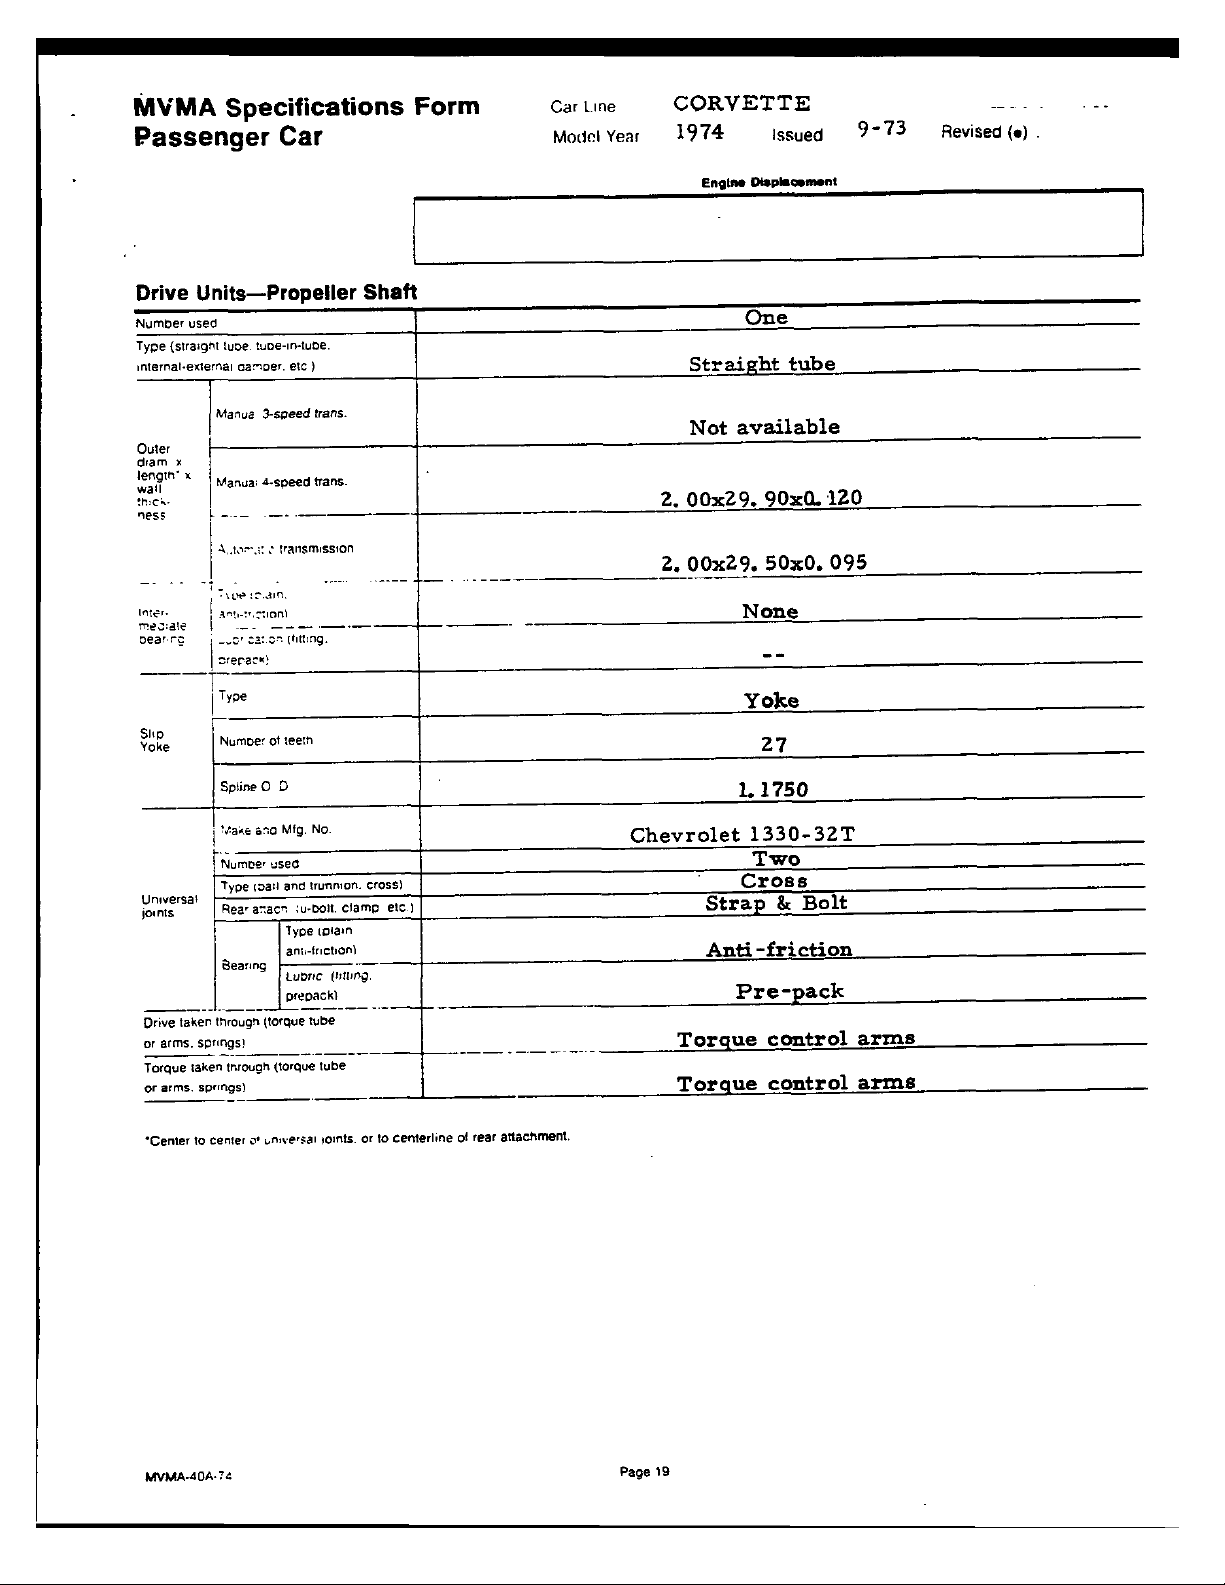 MVMA Specifications Form
Passenger Car
Car Line CORVETTE
Model Year 1974 Issued 9-73 Revised (•) .
Engine Displacement
Drive Units—Propeller Shaft
Number used One
Type (straight tube, tube-in-tube,
internal-external damper, etc.) Straight tube
Outer
diam x
length* x
wall
thick-
ness
Manual 3-speed trans. Not available
Manual 4-speed trans. 2.00x29.90x0.120
Automatic transmission 2.00x29.50x0.095
Inter-
mediate
bearing
Type (plain,
anti-friction) None
Lubrication (fitting,
prepack) --
Slip
Yoke
Type Yoke
Number of teeth 27
Spline O D 1.1750
Universal
joints
Make and Mfg. No. Chevrolet 1330-32T
Number used Two
Type (ball and trunnion, cross) Cross
Rear attach (u-bolt, clamp etc.) Strap & Bolt
Bearing
Type (plain
anti-friction) Anti-friction
Lubric (fitting,
prepack) Pre-pack
Drive taken through (torque tube
or arms, springs) Torque control arms
Torque taken through (torque tube
or arms, springs) Torque control arms
*Center to center of universal joints, or to centerline of rear attachment.
MVMA-40A-74
Page 19